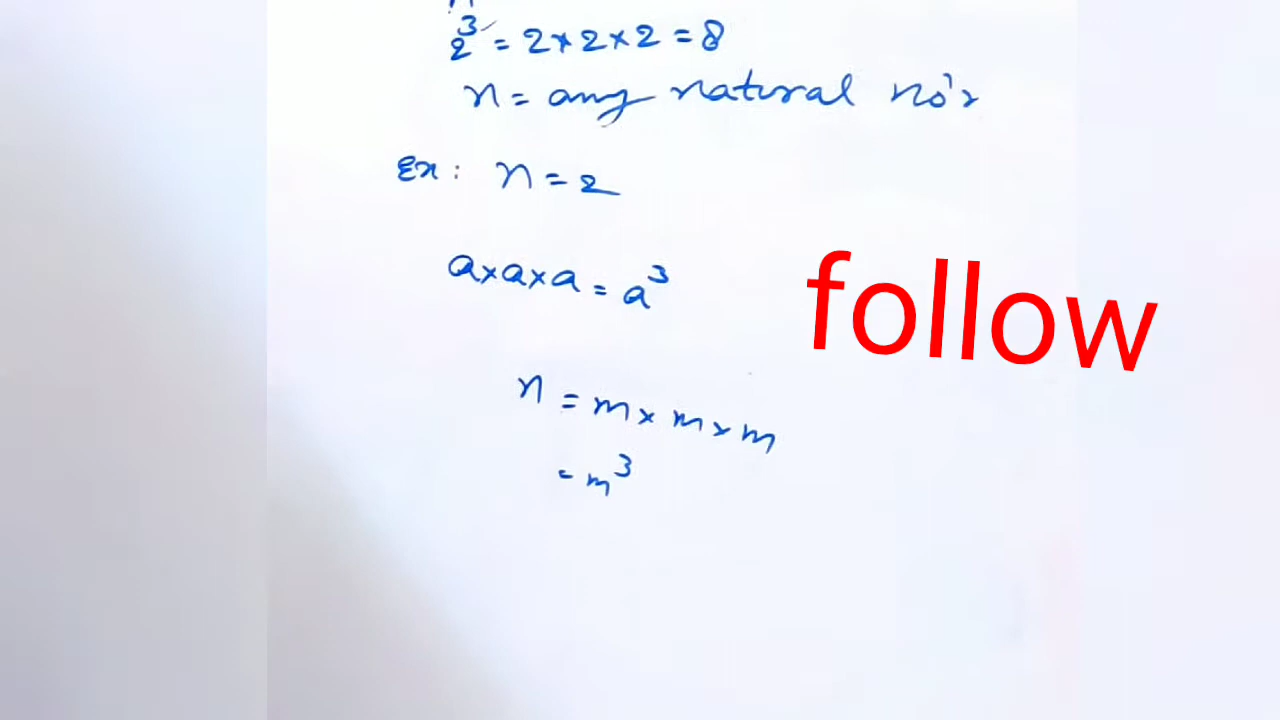 2³ = 2×2×2 = 8
n = any natural no's
Ex: n = 2
a×a×a = a³
follow
n = m×m×m
= m³